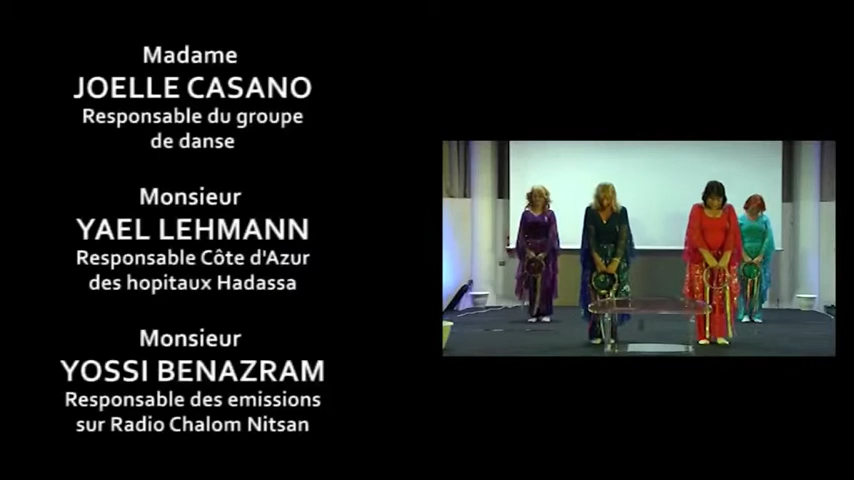 Madame
JOELLE CASANO
Responsable du groupe
de danse
Monsieur
YAEL LEHMANN
Responsable Côte d'Azur
des hopitaux Hadassa
Monsieur
YOSSI BENAZRAM
Responsable des emissions
sur Radio Chalom Nitsan